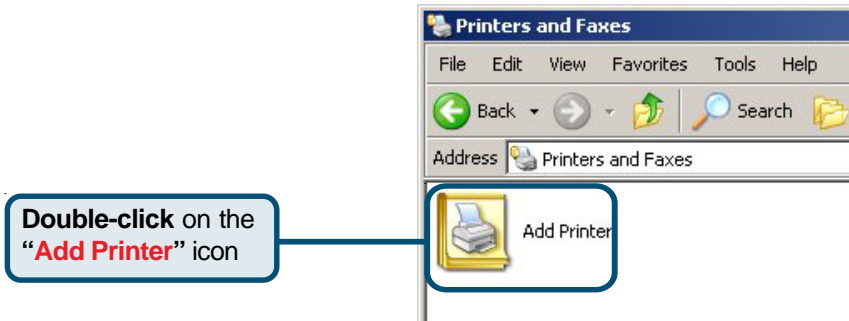 Printers and Faxes
File Edit View Favorites Tools Help
Back Search
Address Printers and Faxes
Double-click on the
“Add Printer” icon
Add Printer